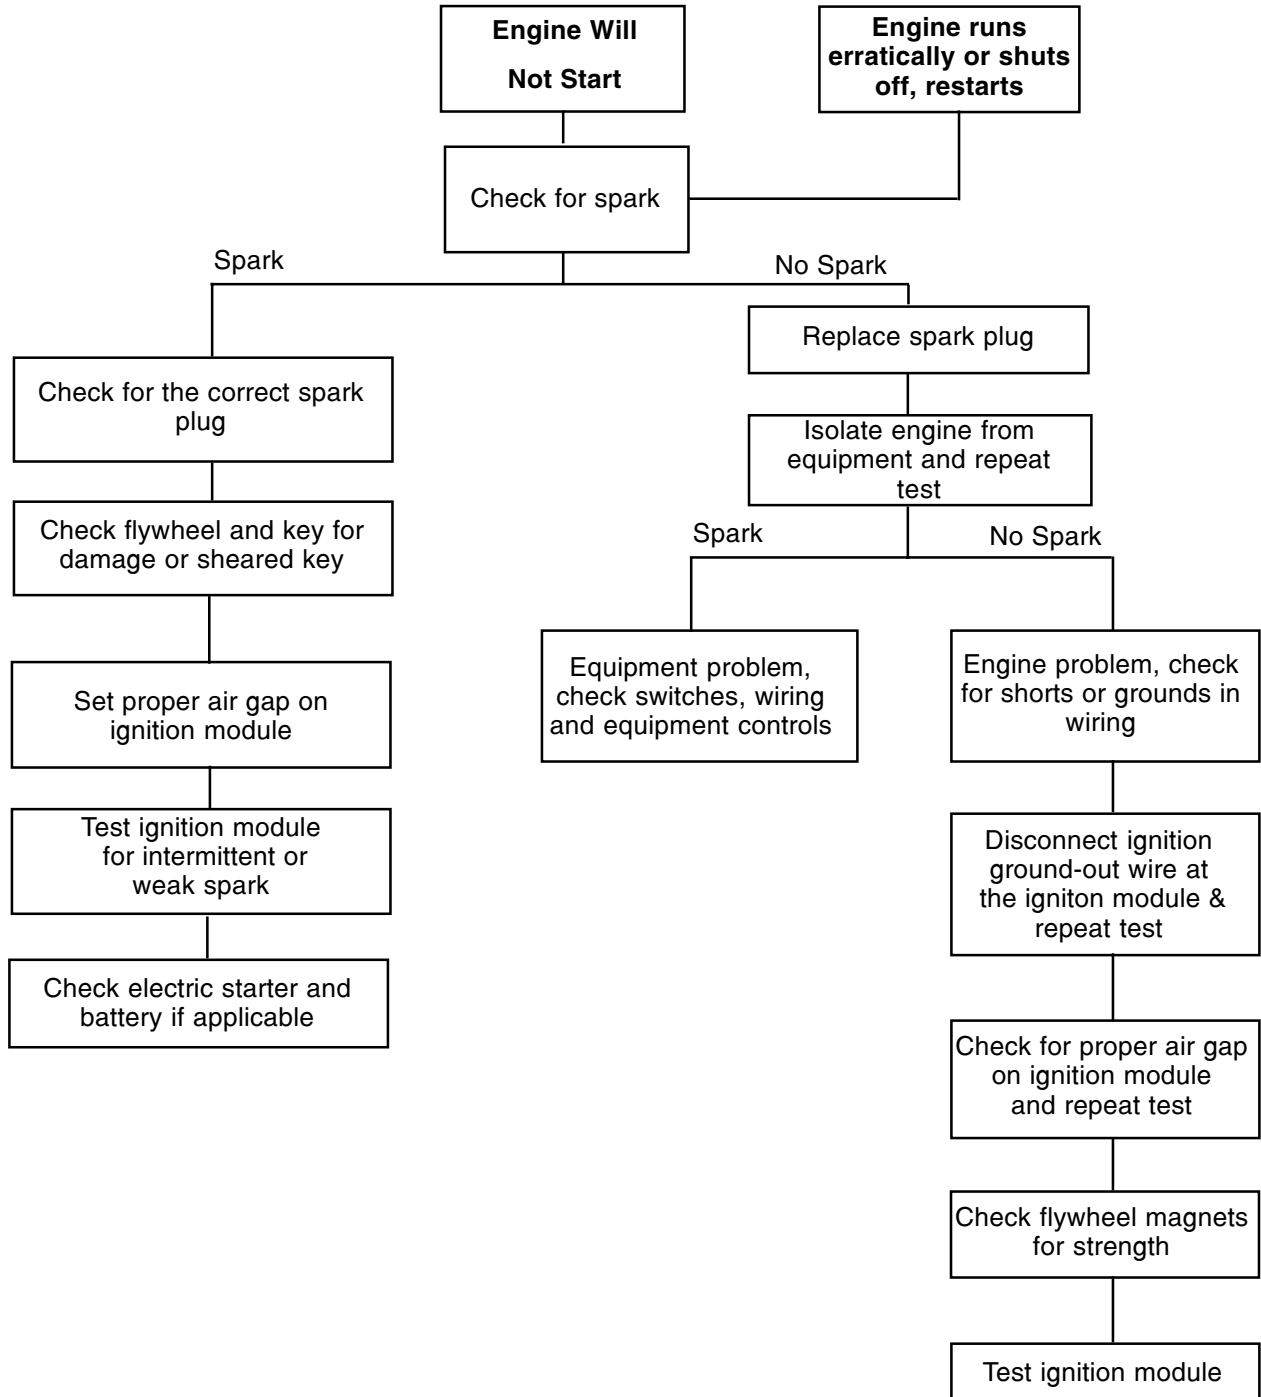 Engine Will
Not Start
Engine runs
erratically or shuts
off, restarts
Check for spark
Spark
No Spark
Check for the correct spark
plug
Check flywheel and key for
damage or sheared key
Set proper air gap on
ignition module
Test ignition module
for intermittent or
weak spark
Check electric starter and
battery if applicable
Replace spark plug
Isolate engine from
equipment and repeat
test
Spark
No Spark
Equipment problem,
check switches, wiring
and equipment controls
Engine problem, check
for shorts or grounds in
wiring
Disconnect ignition
ground-out wire at
the igniton module &
repeat test
Check for proper air gap
on ignition module
and repeat test
Check flywheel magnets
for strength
Test ignition module